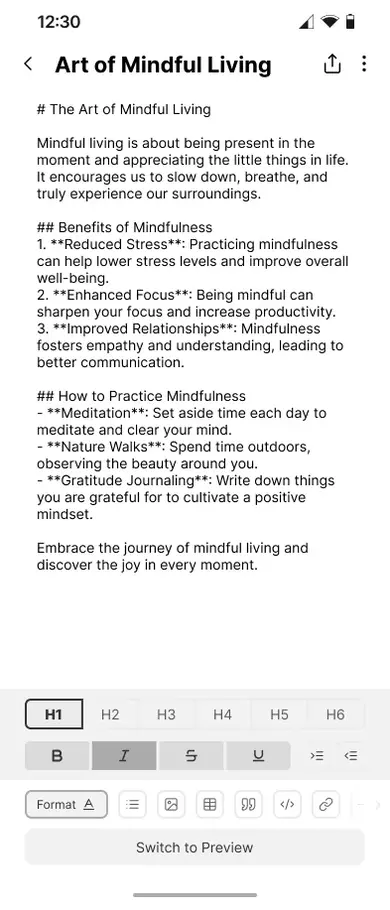 12:30
Art of Mindful Living
# The Art of Mindful Living
Mindful living is about being present in the
moment and appreciating the little things in life.
It encourages us to slow down, breathe, and
truly experience our surroundings.
## Benefits of Mindfulness
1. **Reduced Stress**: Practicing mindfulness
can help lower stress levels and improve overall
well-being.
2. **Enhanced Focus**: Being mindful can
sharpen your focus and increase productivity.
3. **Improved Relationships**: Mindfulness
fosters empathy and understanding, leading to
better communication.
## How to Practice Mindfulness
- **Meditation**: Set aside time each day to
meditate and clear your mind.
- **Nature Walks**: Spend time outdoors,
observing the beauty around you.
- **Gratitude Journaling**: Write down things
you are grateful for to cultivate a positive
mindset.
Embrace the journey of mindful living and
discover the joy in every moment.
H1 H2 H3 H4 H5 H6
B I S U
Format A
Switch to Preview